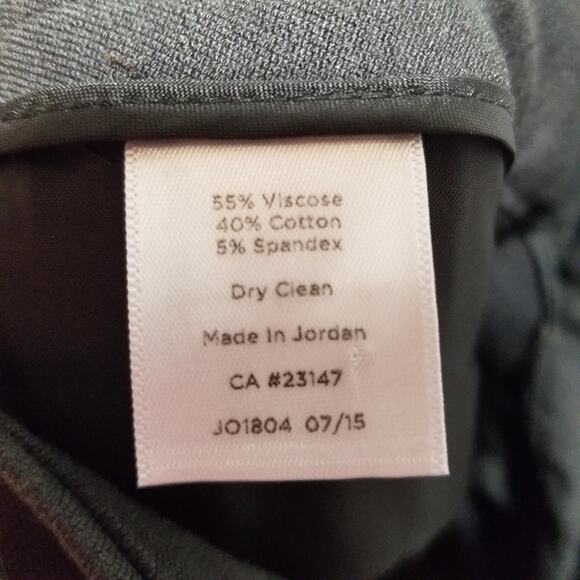 55% Viscose
40% Cotton
5% Spandex
Dry Clean
Made In Jordan
CA #23147
JO1804 07/15